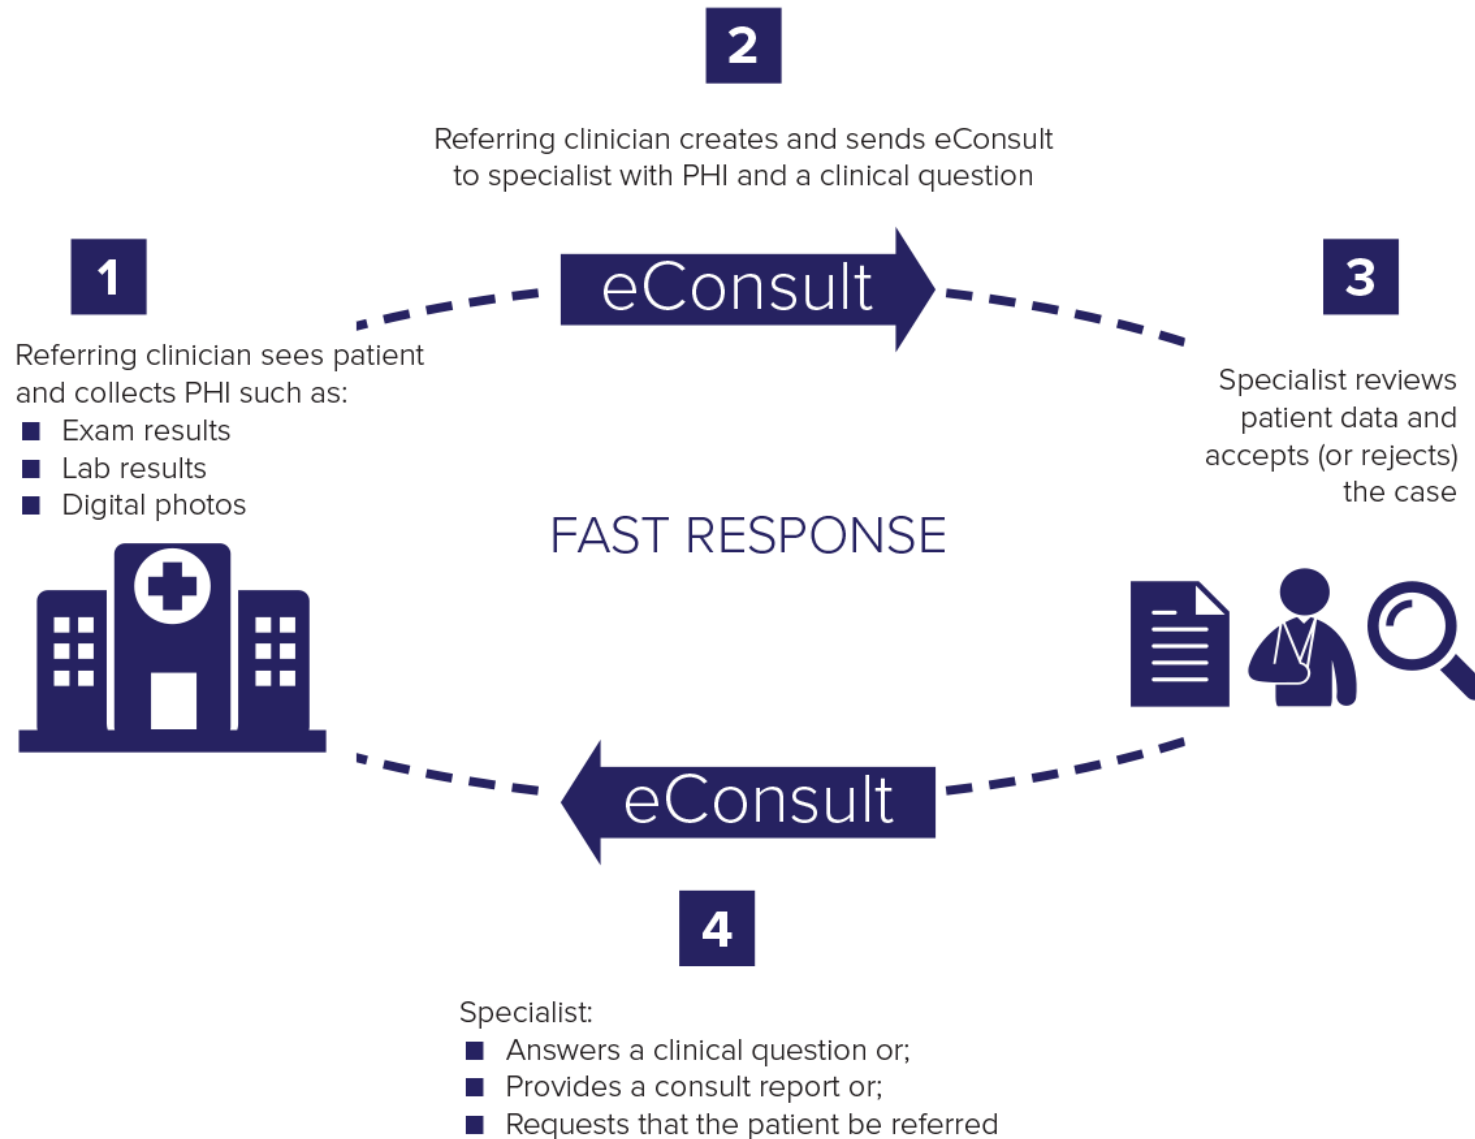 1
Referring clinician sees patient
and collects PHI such as:
Exam results
Lab results
Digital photos
2
Referring clinician creates and sends eConsult
to specialist with PHI and a clinical question
eConsult
3
Specialist reviews
patient data and
accepts (or rejects)
the case
FAST RESPONSE
eConsult
4
Specialist:
Answers a clinical question or;
Provides a consult report or;
Requests that the patient be referred